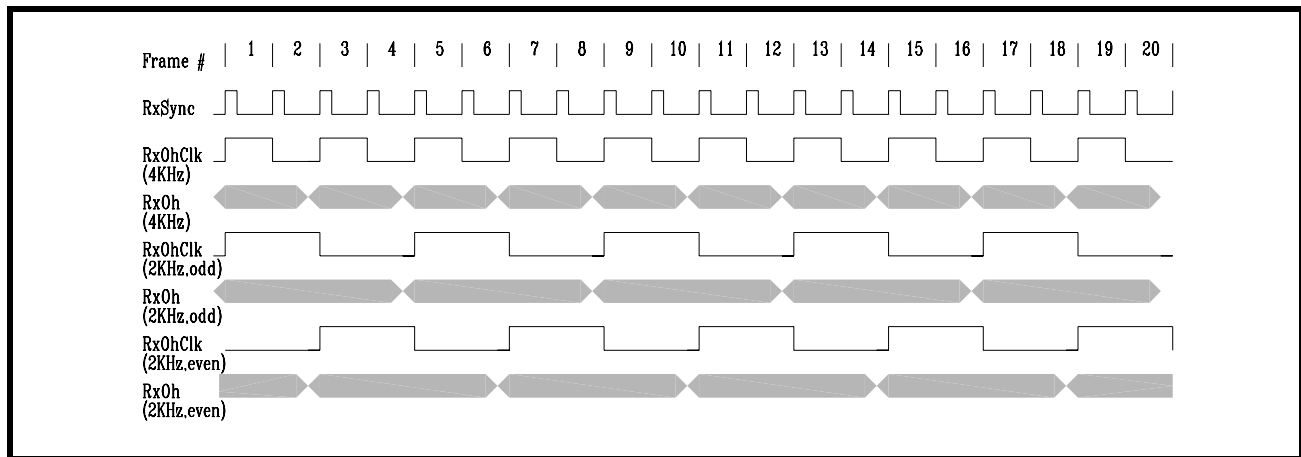 Frame # 1 2 3 4 5 6 7 8 9 10 11 12 13 14 15 16 17 18 19 20
RxSync
RxOhClk
(4KHz)
RxOh
(4KHz)
RxOhClk
(2KHz,odd)
RxOh
(2KHz,odd)
RxOhClk
(2KHz,even)
RxOh
(2KHz,even)